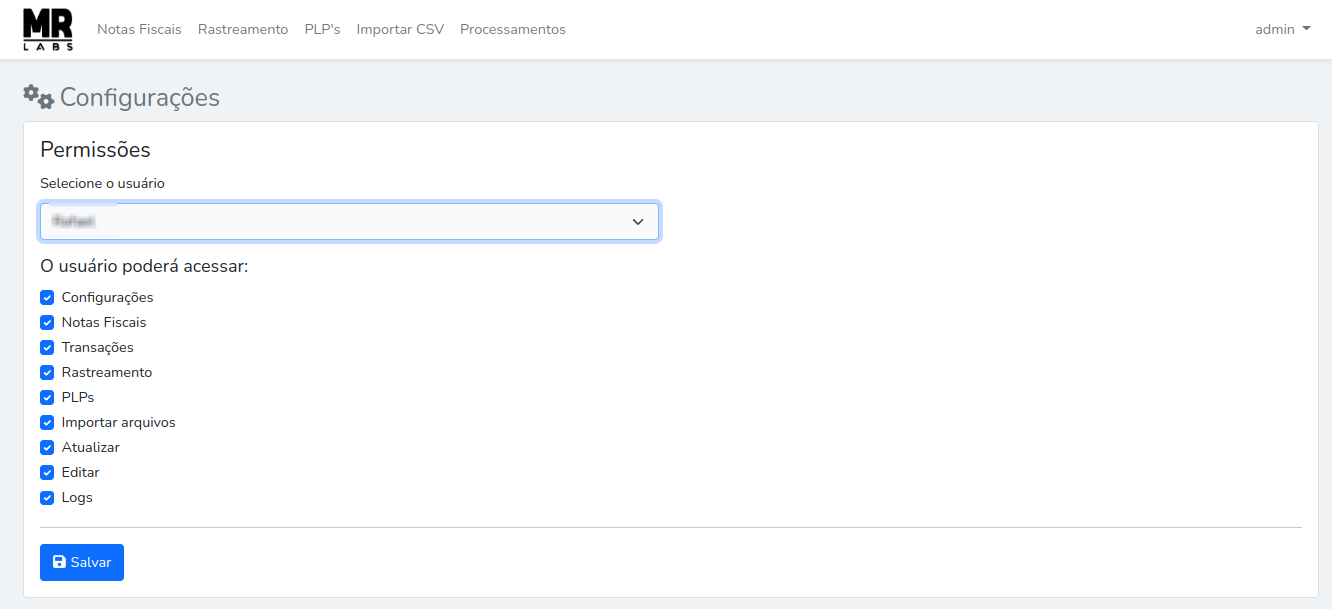 MR
LABS
Notas Fiscais Rastreamento PLP's Importar CSV Processamentos admin
Configurações
Permissões
Selecione o usuário
O usuário poderá acessar:
Configurações
Notas Fiscais
Transações
Rastreamento
PLPs
Importar arquivos
Atualizar
Editar
Logs
Salvar